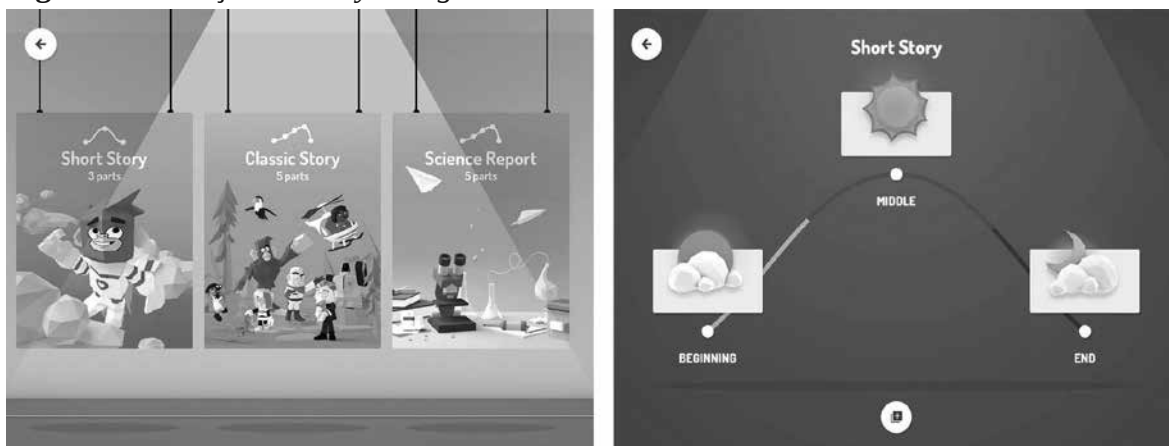 Short Story
3 parts
Classic Story
5 parts
Science Report
5 parts
Short Story
MIDDLE
BEGINNING
END